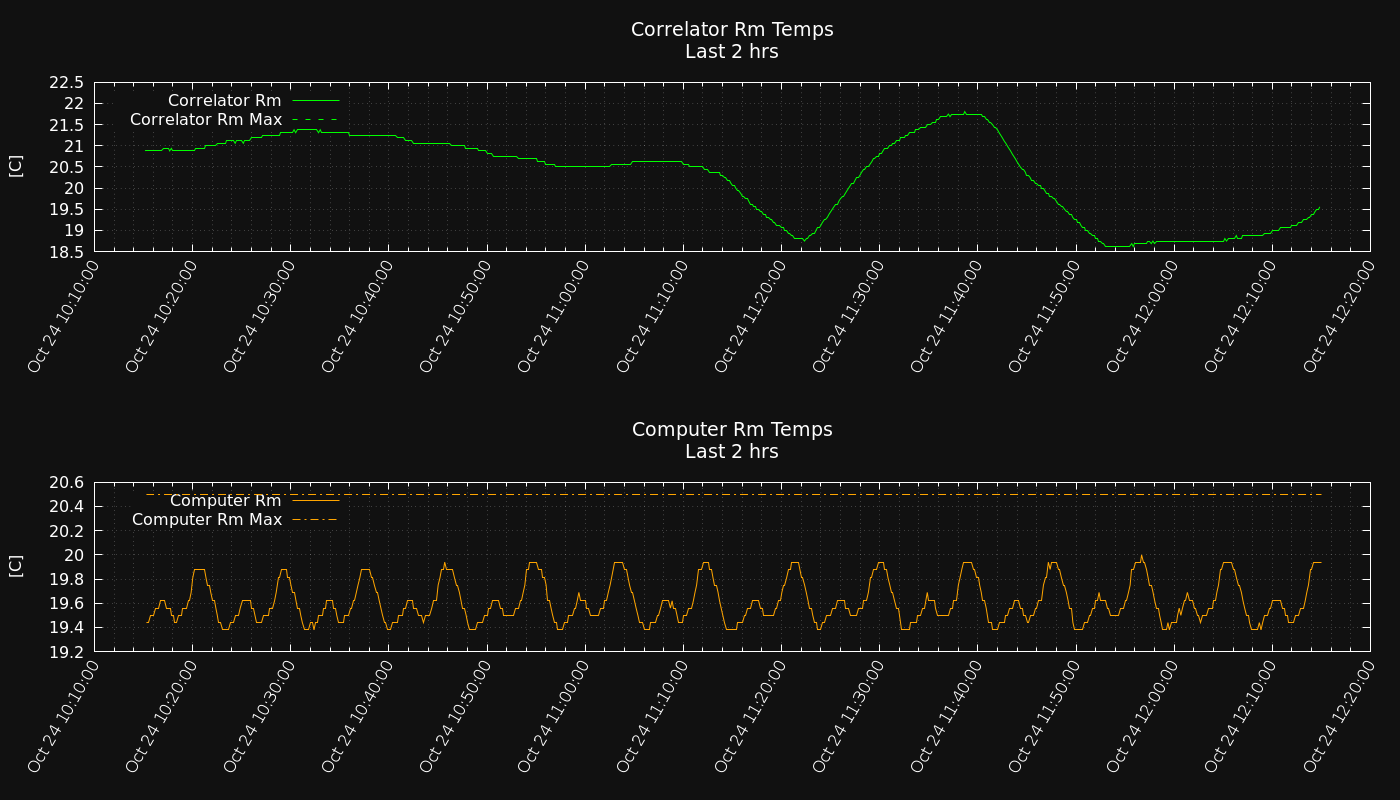 Correlator Rm Temps
Last 2 hrs
22.5
22
21.5
21
20.5
20
19.5
19
18.5
[C]
Correlator Rm
Correlator Rm Max
Oct 24 10:10:00
Oct 24 10:20:00
Oct 24 10:30:00
Oct 24 10:40:00
Oct 24 10:50:00
Oct 24 11:00:00
Oct 24 11:10:00
Oct 24 11:20:00
Oct 24 11:30:00
Oct 24 11:40:00
Oct 24 11:50:00
Oct 24 12:00:00
Oct 24 12:10:00
Oct 24 12:20:00
Computer Rm Temps
Last 2 hrs
20.6
20.4
20.2
20
19.8
19.6
19.4
19.2
[C]
Computer Rm
Computer Rm Max
Oct 24 10:10:00
Oct 24 10:20:00
Oct 24 10:30:00
Oct 24 10:40:00
Oct 24 10:50:00
Oct 24 11:00:00
Oct 24 11:10:00
Oct 24 11:20:00
Oct 24 11:30:00
Oct 24 11:40:00
Oct 24 11:50:00
Oct 24 12:00:00
Oct 24 12:10:00
Oct 24 12:20:00